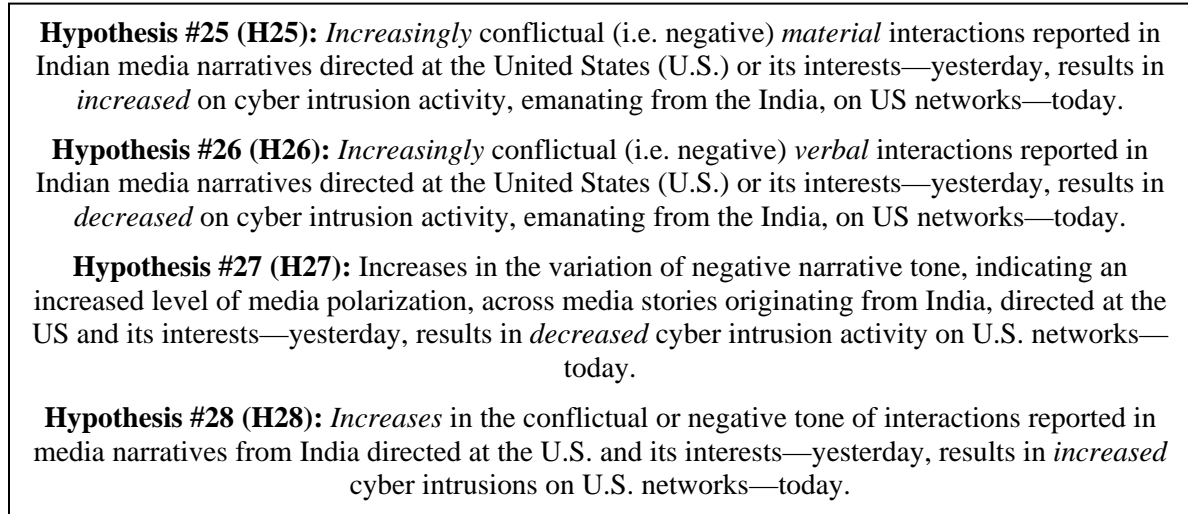 Hypothesis #25 (H25): Increasingly conflictual (i.e. negative) material interactions reported in
Indian media narratives directed at the United States (U.S.) or its interests—yesterday, results in
increased on cyber intrusion activity, emanating from the India, on US networks—today.
Hypothesis #26 (H26): Increasingly conflictual (i.e. negative) verbal interactions reported in
Indian media narratives directed at the United States (U.S.) or its interests—yesterday, results in
decreased on cyber intrusion activity, emanating from the India, on US networks—today.
Hypothesis #27 (H27): Increases in the variation of negative narrative tone, indicating an
increased level of media polarization, across media stories originating from India, directed at the
US and its interests—yesterday, results in decreased cyber intrusion activity on U.S. networks—
today.
Hypothesis #28 (H28): Increases in the conflictual or negative tone of interactions reported in
media narratives from India directed at the U.S. and its interests—yesterday, results in increased
cyber intrusions on U.S. networks—today.